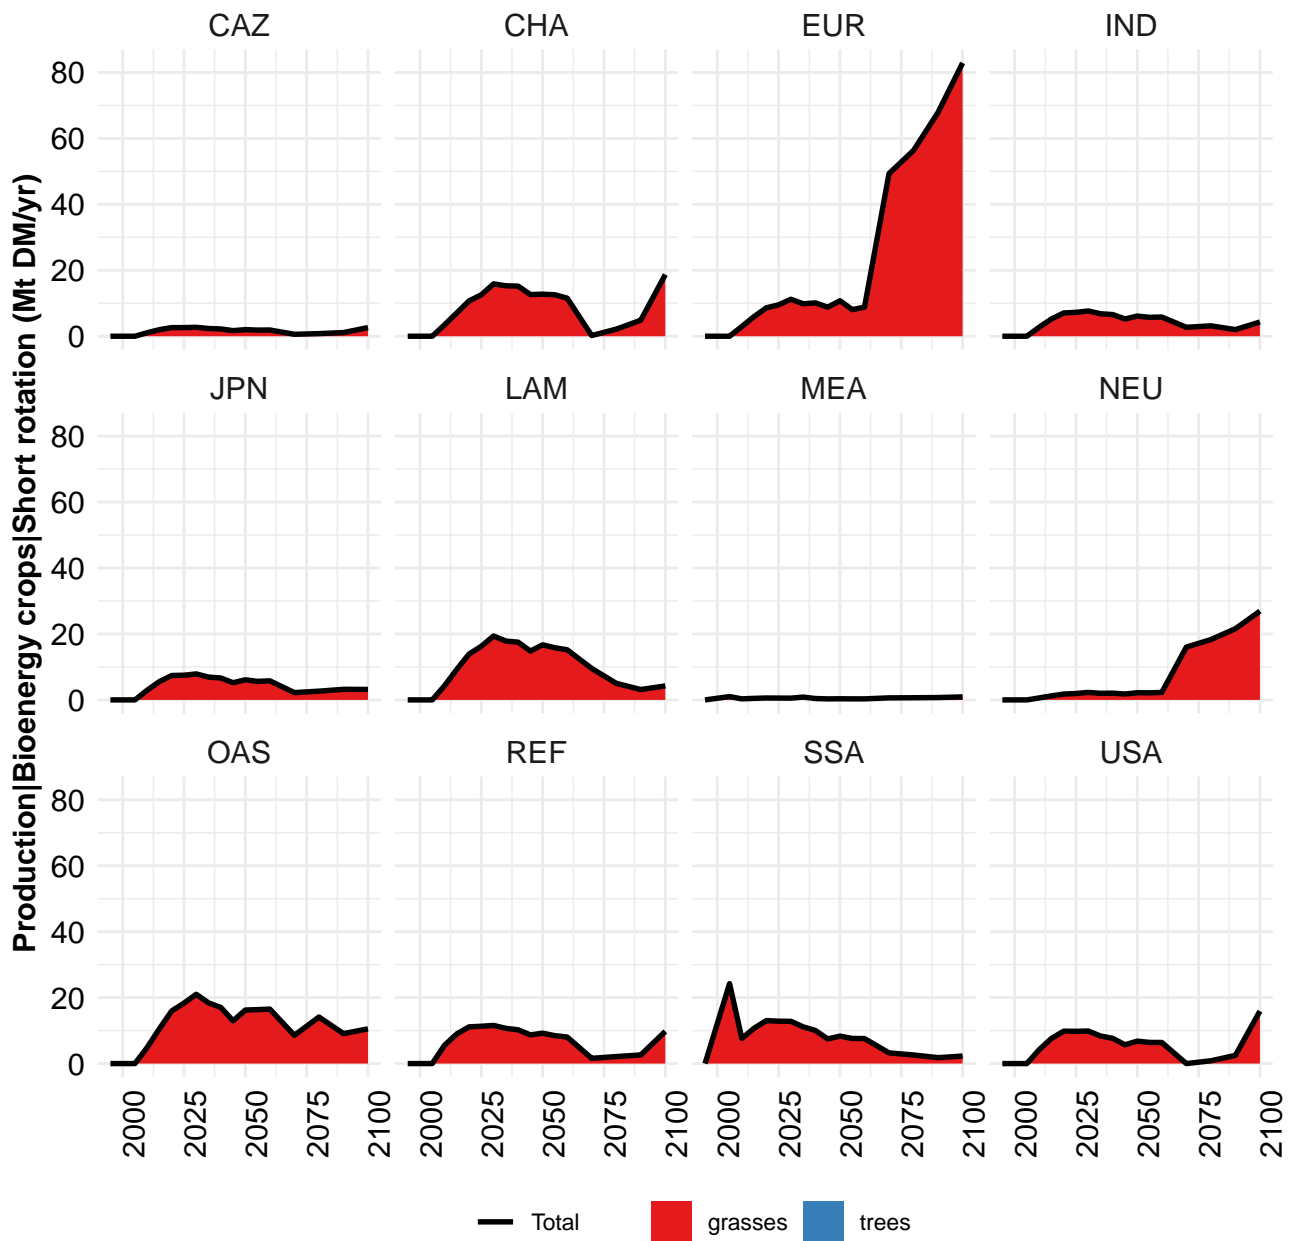 CAZ CHA EUR IND
80
60
40
20
0
JPN LAM MEA NEU
80
60
40
20
0
OAS REF SSA USA
80
60
40
20
0
2000 2025 2050 2075 2100 2000 2025 2050 2075 2100 2000 2025 2050 2075 2100 2000 2025 2050 2075 2100
Production|Bioenergy crops|Short rotation (Mt DM/yr)
Total grasses trees